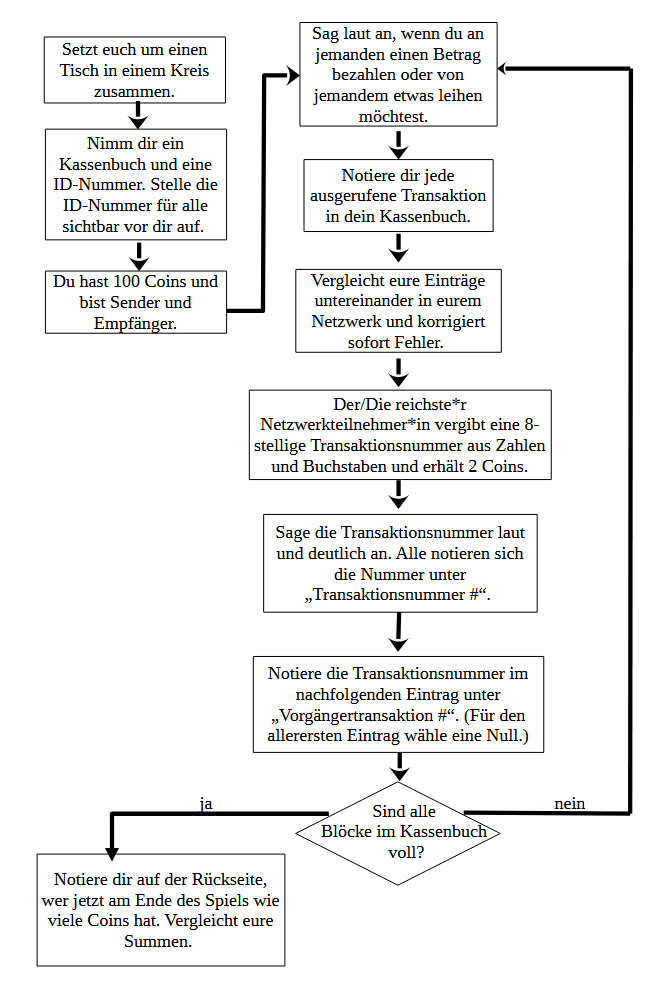 Setzt euch um einen
Tisch in einem Kreis
zusammen.
Nimm dir ein
Kassenbuch und eine
ID-Nummer. Stelle die
ID-Nummer für alle
sichtbar vor dir auf.
Du hast 100 Coins und
bist Sender und
Empfänger.
Sag laut an, wenn du an
jemanden einen Betrag
bezahlen oder von
jemandem etwas leihen
möchtest.
Notiere dir jede
ausgerufene Transaktion
in dein Kassenbuch.
Vergleicht eure Einträge
untereinander in eurem
Netzwerk und korrigiert
sofort Fehler.
Der/Die reichste*r
Netzwerkteilnehmer*in vergibt eine 8-
stellige Transaktionsnummer aus Zahlen
und Buchstaben und erhält 2 Coins.
Sage die Transaktionsnummer laut
und deutlich an. Alle notieren sich
die Nummer unter
„Transaktionsnummer #“.
Notiere die Transaktionsnummer im
nachfolgenden Eintrag unter
„Vorgängertransaktion #“. (Für den
allerersten Eintrag wähle eine Null.)
Sind alle
Blöcke im Kassenbuch
voll?
ja
nein
Notiere dir auf der Rückseite,
wer jetzt am Ende des Spiels wie
viele Coins hat. Vergleicht eure
Summen.